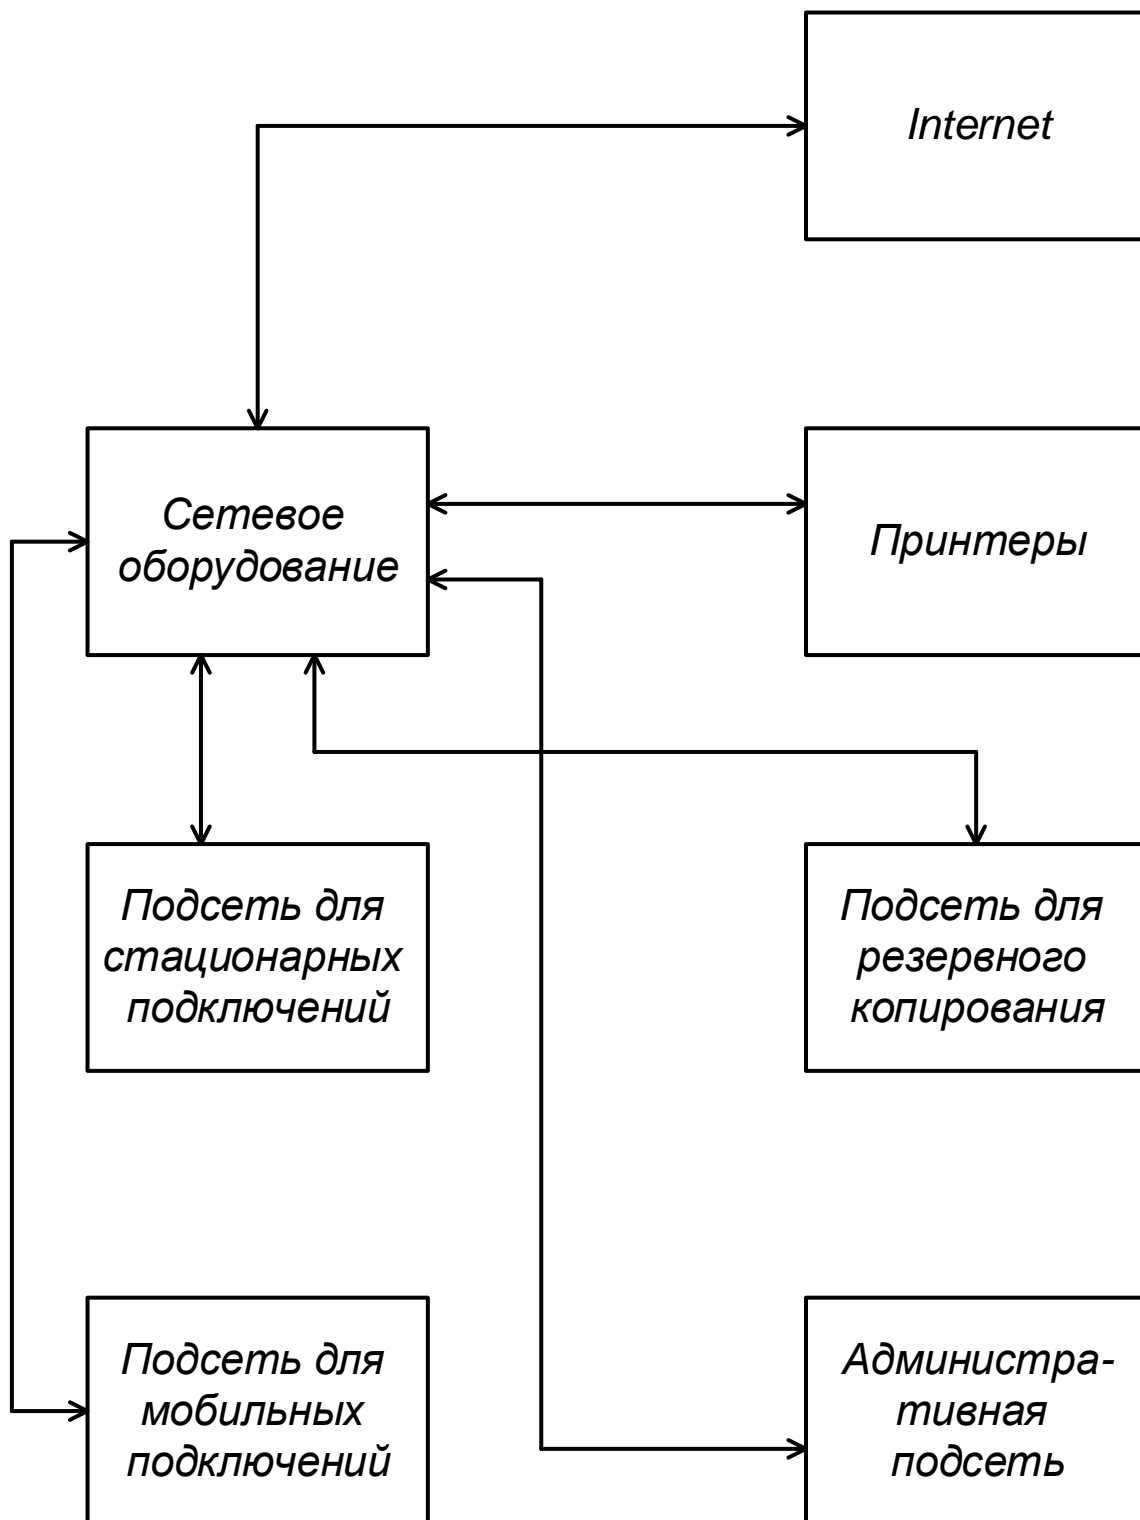 Internet
Сетевое
оборудование
Принтеры
Подсеть для
стационарных
подключений
Подсеть для
резервного
копирования
Подсеть для
мобильных
подключений
Администра-
тивная
подсеть